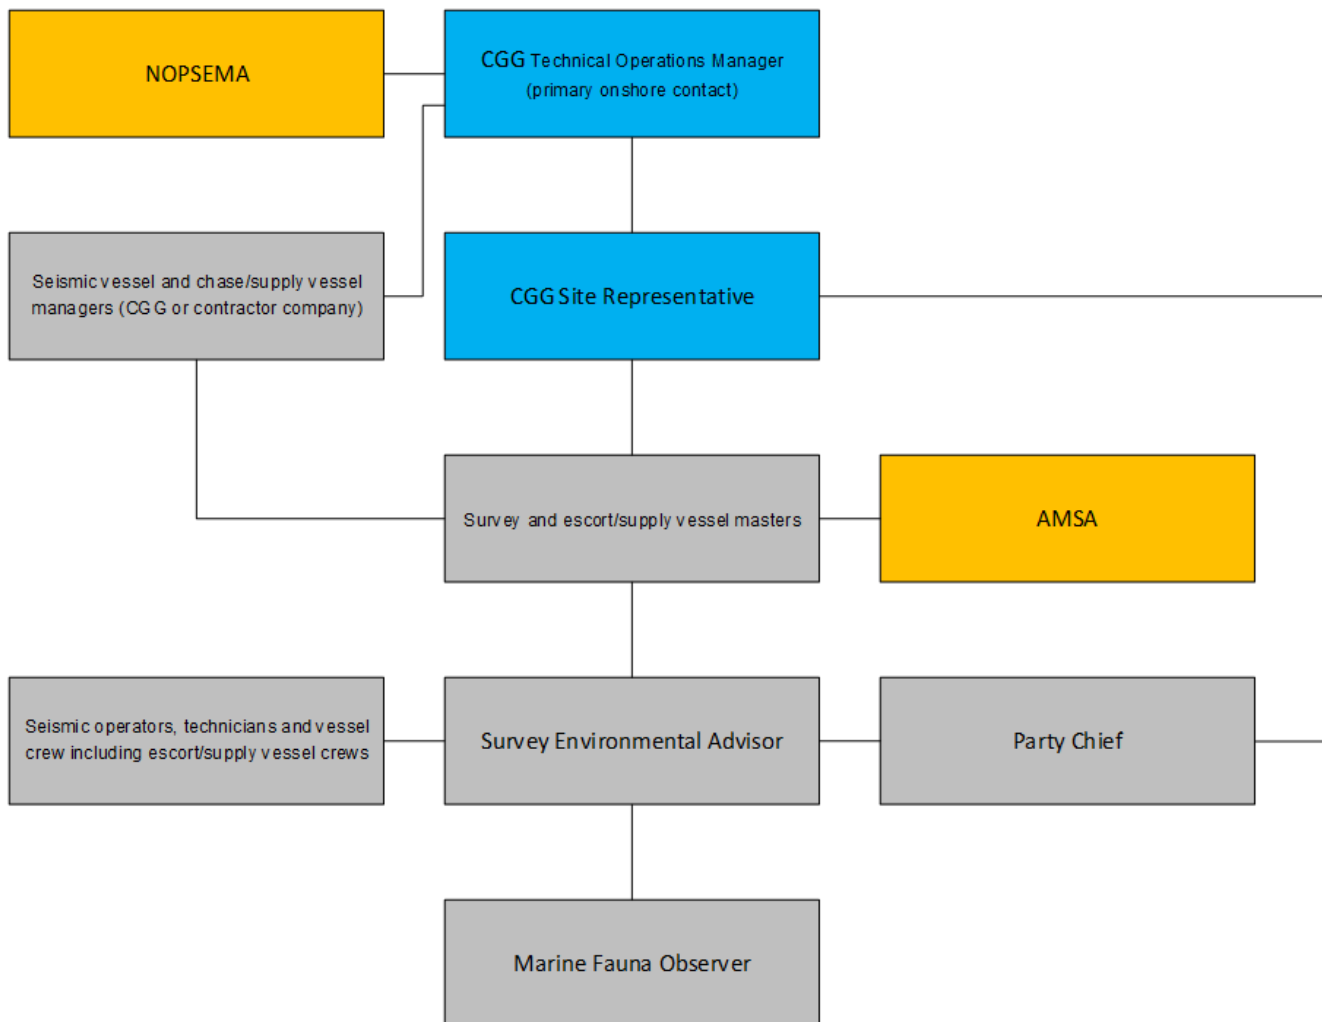 NOPSEMA
CGG Technical Operations Manager
(primary onshore contact)
Seismic vessel and chase/supply vessel
managers (CGG or contractor company)
CGG Site Representative
Survey and escort/supply vessel masters
AMSA
Seismic operators, technicians and vessel
crew including escort/supply vessel crews
Survey Environmental Advisor
Party Chief
Marine Fauna Observer